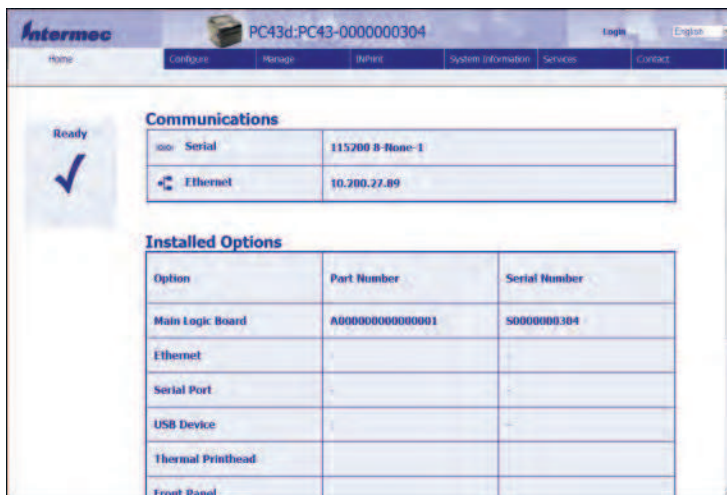 Intermec
PC43d:PC43-0000000304
Login
English
Home
Configure
Manage
INPrint
System Information
Services
Contact
Ready
Communications
Serial 115200 8-None-1
Ethernet 10.200.27.89
Installed Options
Option Part Number Serial Number
Main Logic Board A000000000000001 S0000000304
Ethernet - -
Serial Port - -
USB Device - -
Thermal Printhead
Front Panel